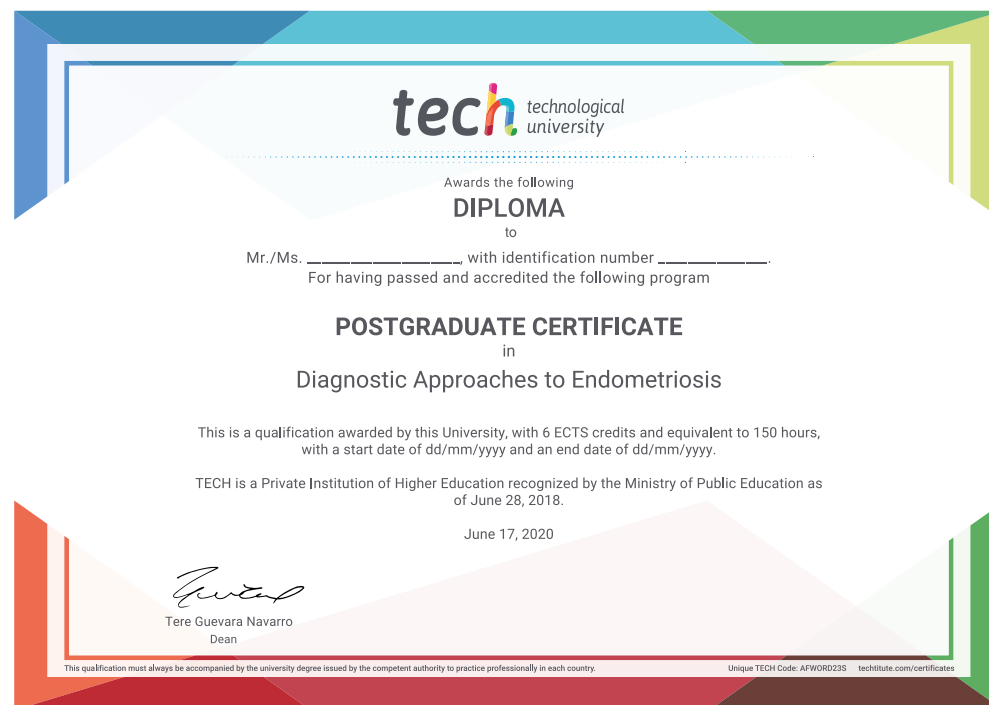 tech technological
university
Awards the following
DIPLOMA
to
Mr./Ms. ____________________, with identification number ______________.
For having passed and accredited the following program
POSTGRADUATE CERTIFICATE
in
Diagnostic Approaches to Endometriosis
This is a qualification awarded by this University, with 6 ECTS credits and equivalent to 150 hours,
with a start date of dd/mm/yyyy and an end date of dd/mm/yyyy.
TECH is a Private Institution of Higher Education recognized by the Ministry of Public Education as
of June 28, 2018.
June 17, 2020
Tere Guevara Navarro
Dean
This qualification must always be accompanied by the university degree issued by the competent authority to practice professionally in each country.
Unique TECH Code: AFWORD23S techtitute.com/certificates